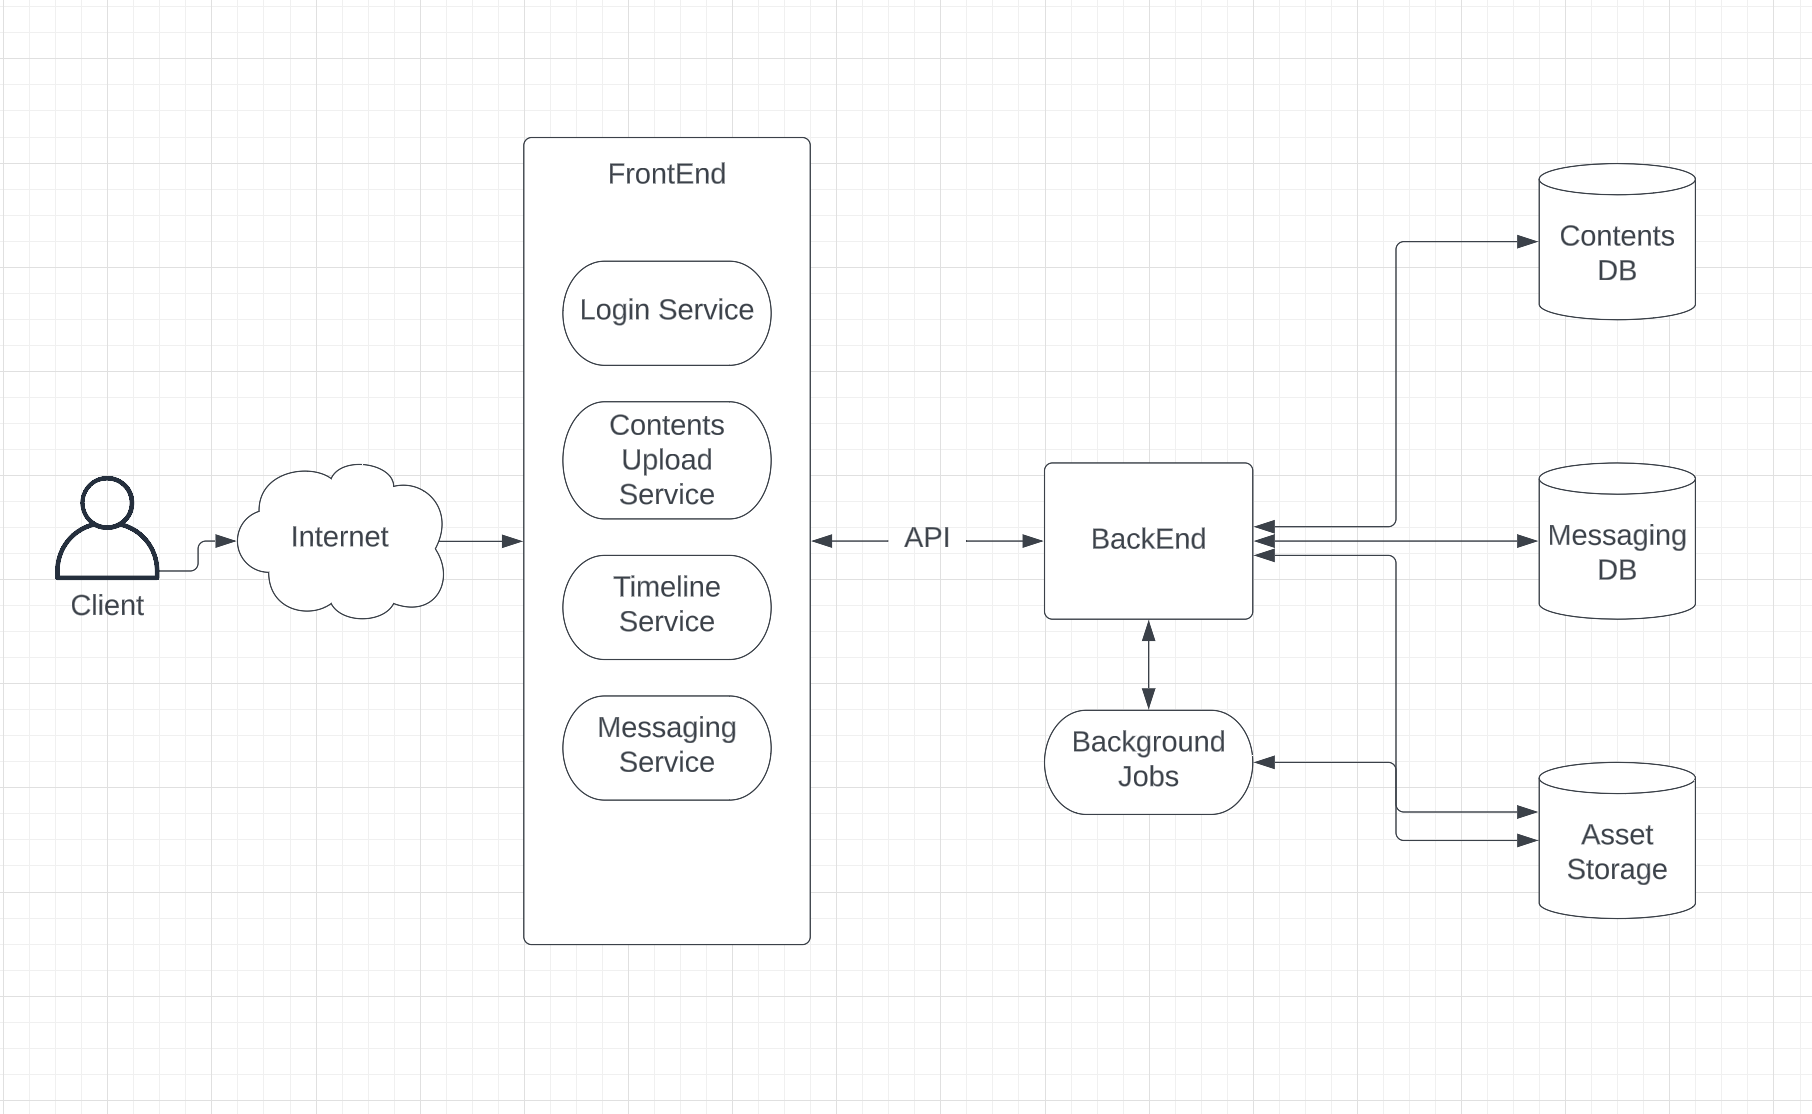 FrontEnd
Login Service
Contents
Upload
Service
Timeline
Service
Messaging
Service
Client
Internet
API
BackEnd
Background
Jobs
Contents
DB
Messaging
DB
Asset
Storage